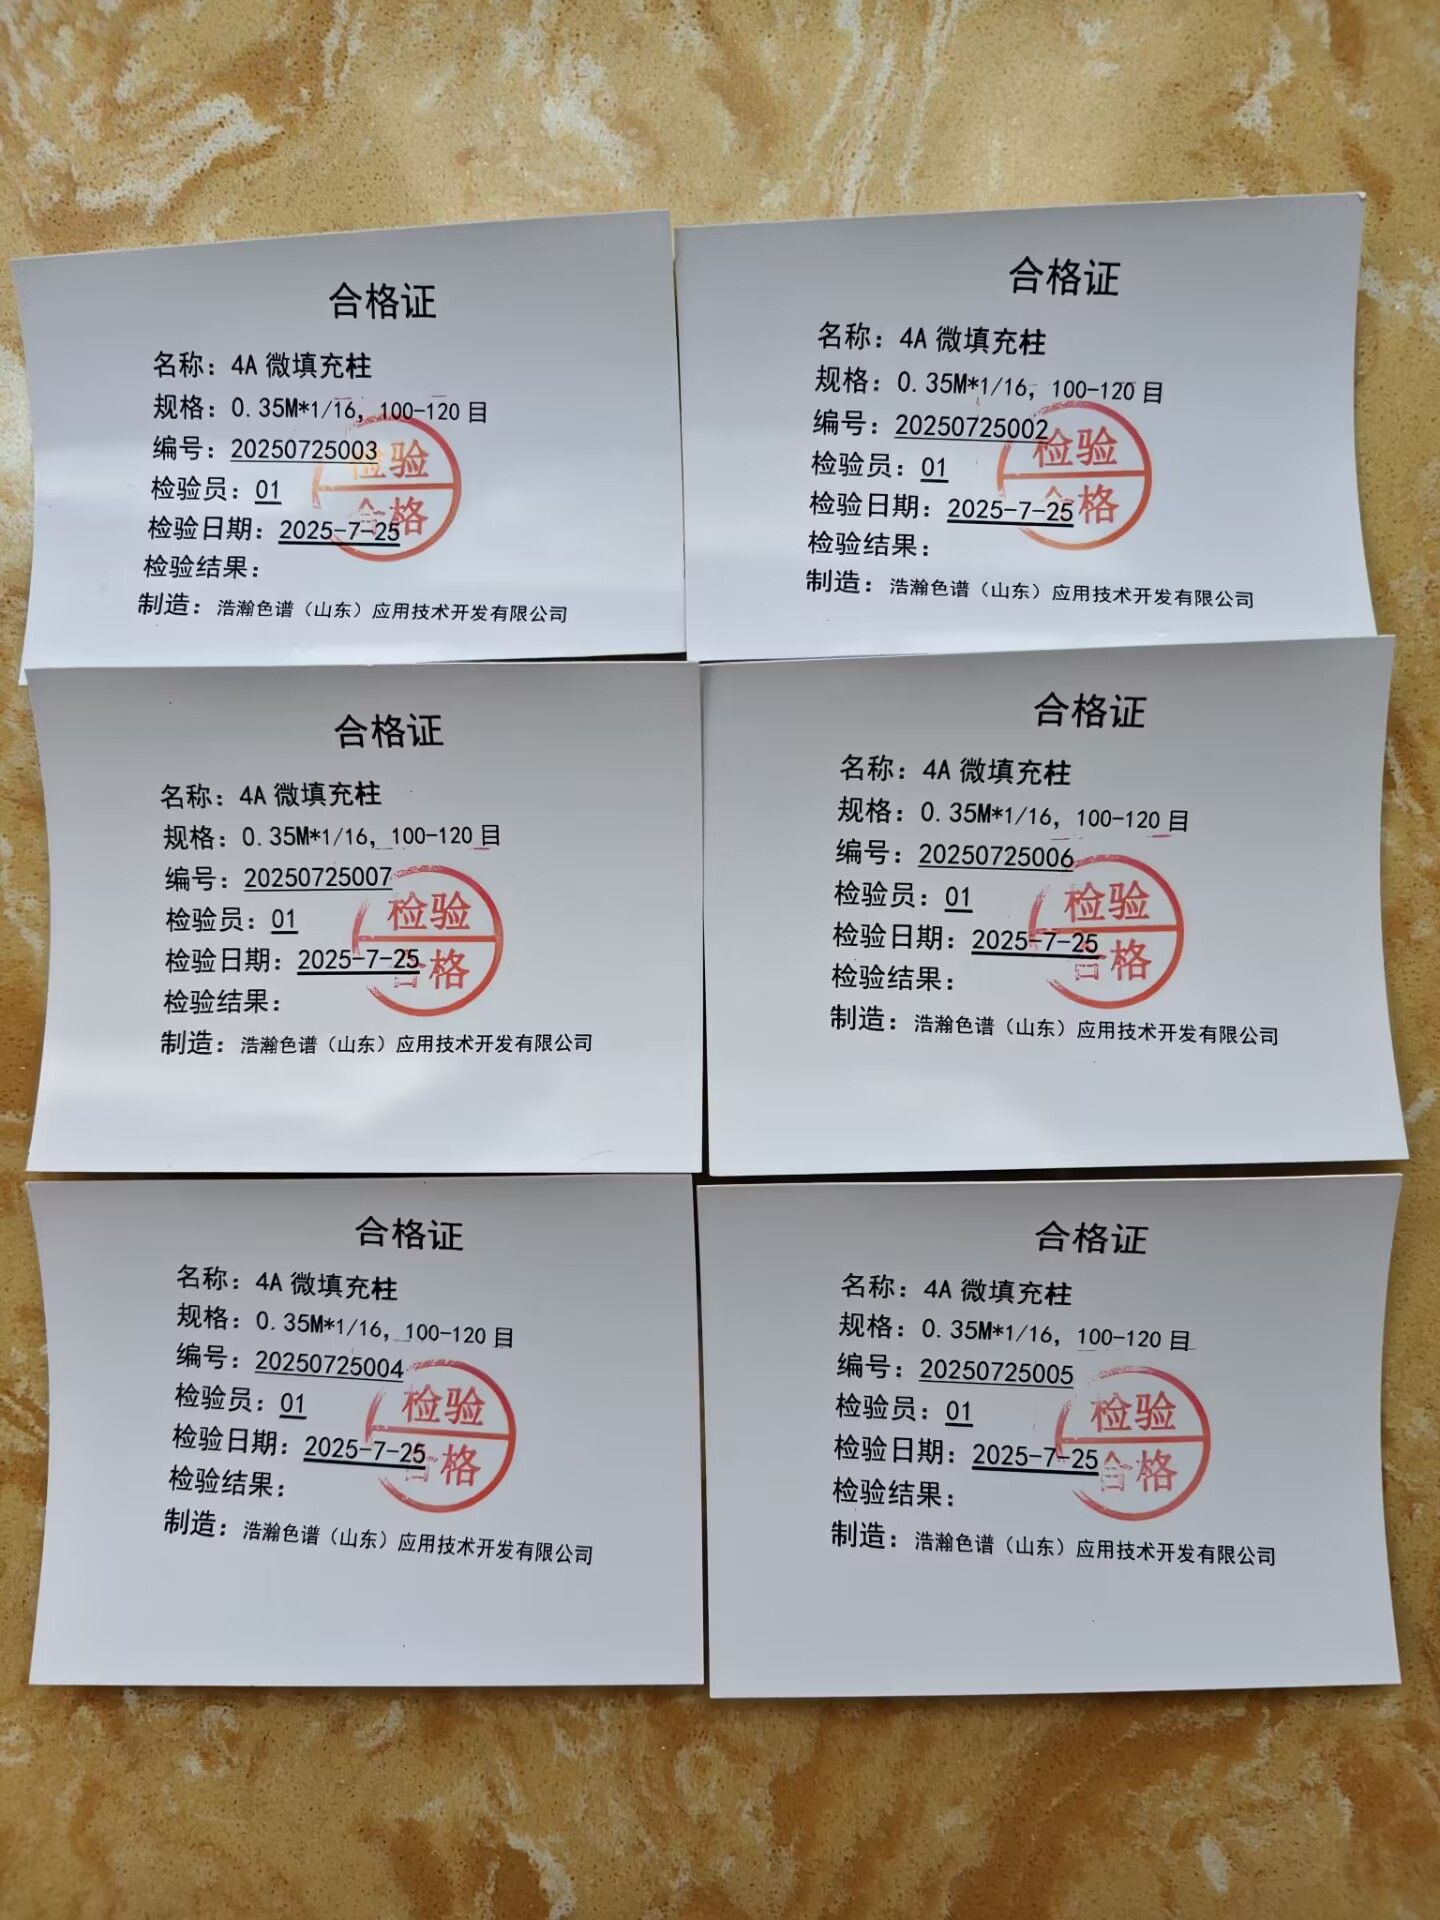 合格证
名称：4A 微填充柱
规格：0.35M*1/16，100-120 目
编号：20250725003
检验员：01
检验日期：2025-7-25
检验结果：
制造：浩瀚色谱（山东）应用技术开发有限公司
检验
合格
合格证
名称：4A 微填充柱
规格：0.35M*1/16，100-120 目
编号：20250725002
检验员：01
检验日期：2025-7-25
检验结果：
制造：浩瀚色谱（山东）应用技术开发有限公司
检验
合格
合格证
名称：4A 微填充柱
规格：0.35M*1/16，100-120 目
编号：20250725007
检验员：01
检验日期：2025-7-25
检验结果：
制造：浩瀚色谱（山东）应用技术开发有限公司
检验
合格
合格证
名称：4A 微填充柱
规格：0.35M*1/16，100-120 目
编号：20250725006
检验员：01
检验日期：2025-7-25
检验结果：
制造：浩瀚色谱（山东）应用技术开发有限公司
检验
合格
合格证
名称：4A 微填充柱
规格：0.35M*1/16，100-120 目
编号：20250725004
检验员：01
检验日期：2025-7-25
检验结果：
制造：浩瀚色谱（山东）应用技术开发有限公司
检验
合格
合格证
名称：4A 微填充柱
规格：0.35M*1/16，100-120 目
编号：20250725005
检验员：01
检验日期：2025-7-25
检验结果：
制造：浩瀚色谱（山东）应用技术开发有限公司
检验
合格